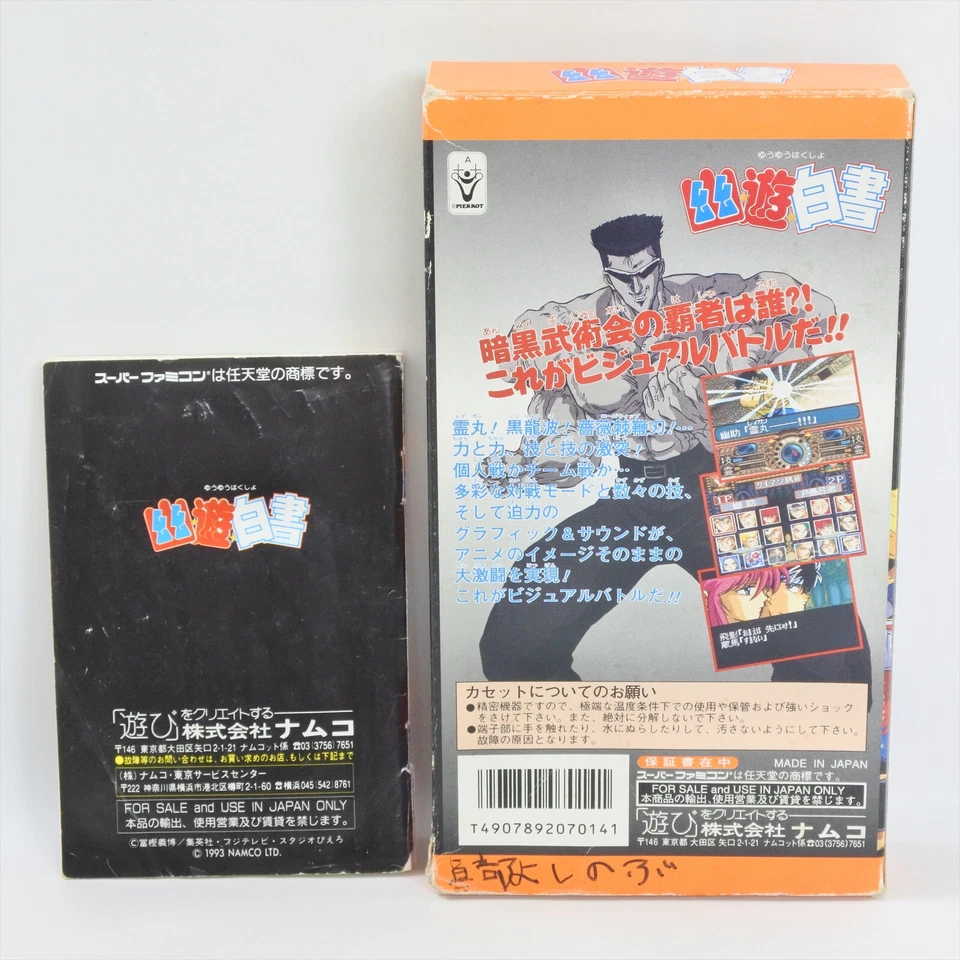 スーパーファミコン®は任天堂の商標です。
ゆうゆうはくしょ
幽☆遊☆白書
「遊び」をクリエイトする
株式会社ナムコ
〒146 東京都大田区矢口2-1-21 ナムコット係 ☎03(3756)7651
●故障等のお問い合わせは、お買い求めのお店、もしくは下記まで
(株)ナムコ・東京サービスセンター
〒222 神奈川県横浜市港北区樽町2-1-60 ☎横浜045(542)8761
FOR SALE and USE IN JAPAN ONLY
本品の輸出、使用営業及び賃貸を禁じます。
©冨樫義博/集英社・フジテレビ・スタジオぴえろ
© 1993 NAMCO LTD.
幽☆遊☆白書
A
©PIERROT
ゆうゆうはくしょ
幽☆遊☆白書
暗黒武術会の覇者は誰?!
これがビジュアルバトルだ!!
霊丸!黒龍波!薔薇棘鞭刃!…
力と力、技と技の激突!
個人戦かチーム戦か…
多彩な対戦モードと数々の技、
そして迫力の
グラフィック&サウンドが、
アニメのイメージそのままの
大激闘を実現!
これがビジュアルバトルだ!!
幽助「霊丸――!!!」
1P
2P
飛影「おまえは 先にいけ!」
蔵馬「すまない」
カセットについてのお願い
●精密機器ですので、極端な温度条件下での使用や保管および強いショックをさけて下さい。また、絶対に分解しないで下さい。
●端子部に手を触れたり、水にぬらしたりして、汚さないようにして下さい。故障の原因となります。
T4907892070141
保証書在中
MADE IN JAPAN
スーパーファミコン®は任天堂の商標です。
FOR SALE and USE IN JAPAN ONLY
本商品の輸出、使用営業及び賃貸を禁じます。
「遊び」をクリエイトする
株式会社ナムコ
〒146 東京都大田区矢口2-1-21 ナムコット係☎03(3756)7651
しのぶ